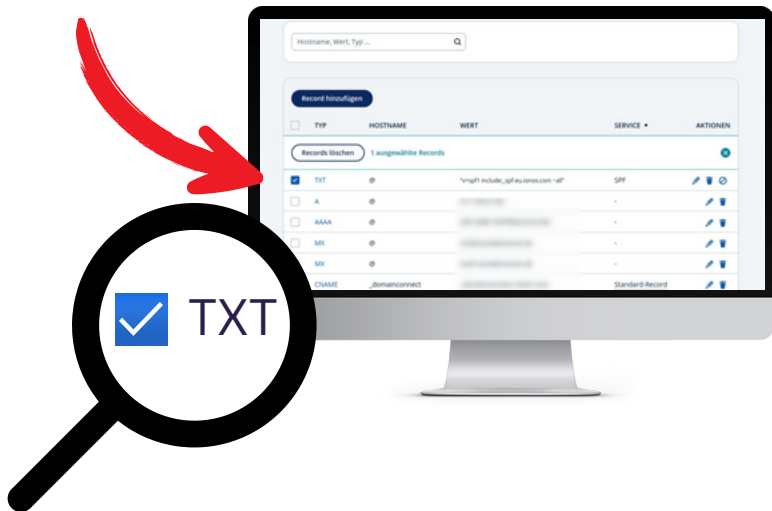 Hostname, Wert, Typ ...
Record hinzufügen
TYP HOSTNAME WERT SERVICE AKTIONEN
Records löschen 1 ausgewählte Records
TXT @ "v=spf1 include:_spf-eu.ionos.com ~all" SPF
A @ -
AAAA @ -
MX @ -
MX @ -
CNAME _domainconnect Standard-Record
TXT